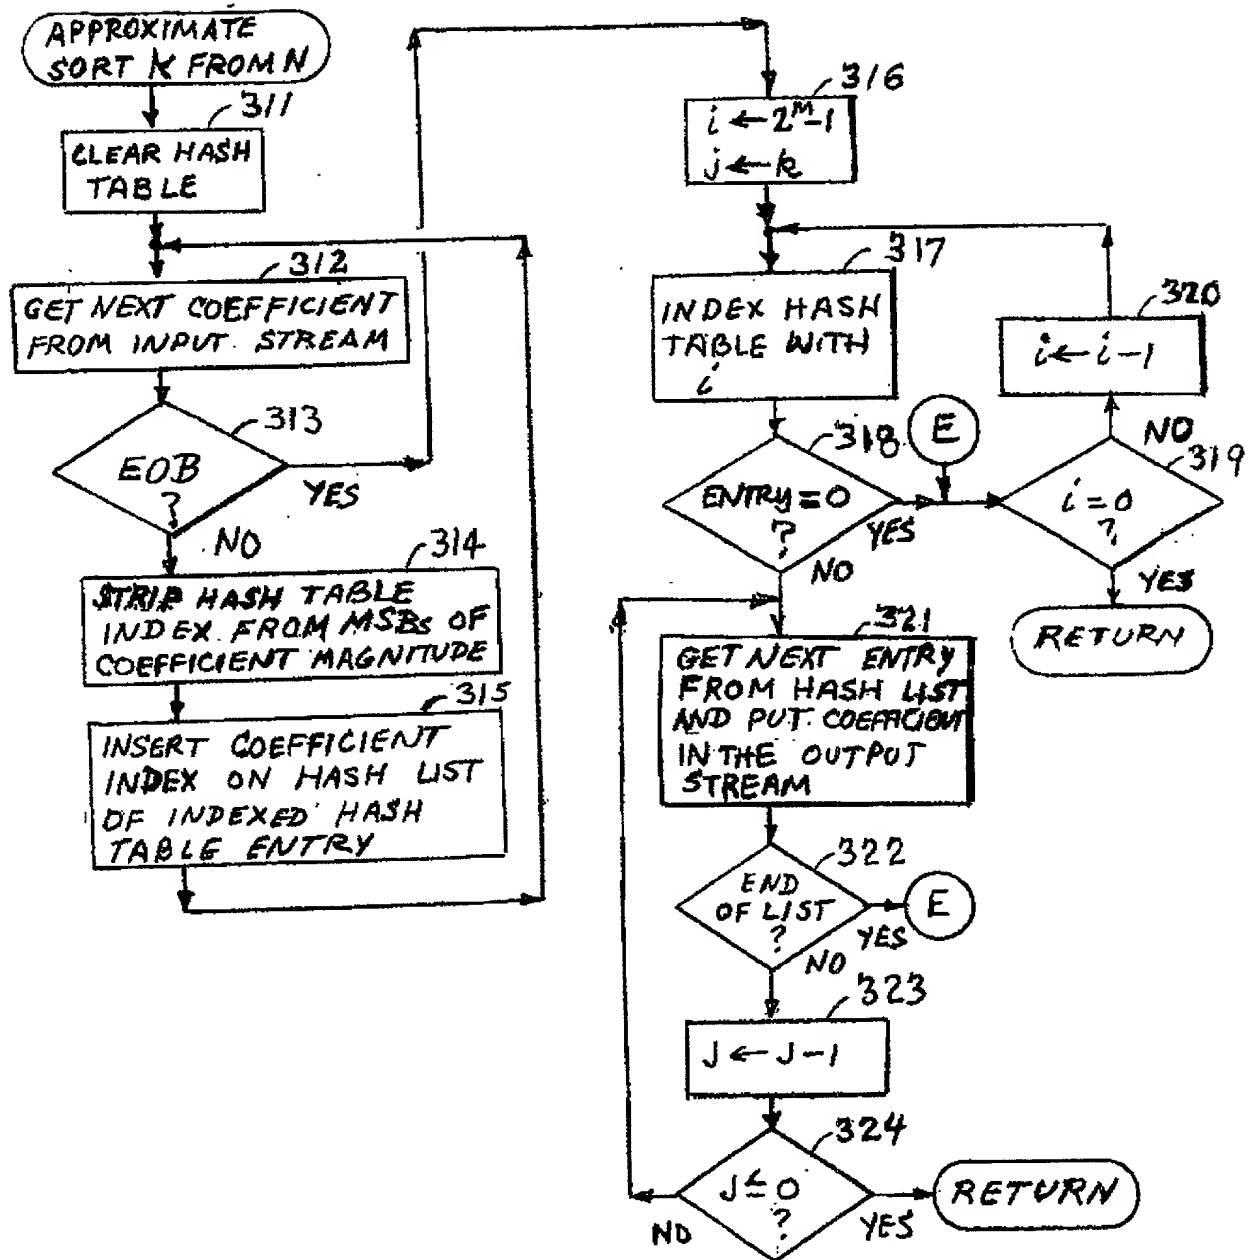 APPROXIMATE
SORT K FROM N
311
CLEAR HASH
TABLE
312
GET NEXT COEFFICIENT
FROM INPUT STREAM
313
EOB
?
YES
NO
314
STRIP HASH TABLE
INDEX FROM MSBs OF
COEFFICIENT MAGNITUDE
315
INSERT COEFFICIENT
INDEX ON HASH LIST
OF INDEXED HASH
TABLE ENTRY
316
i ← 2^M-1
j ← k
317
INDEX HASH
TABLE WITH
i
318
ENTRY = 0
?
YES
NO
E
319
i = 0
?
NO
YES
320
i ← i - 1
RETURN
321
GET NEXT ENTRY
FROM HASH LIST
AND PUT COEFFICIENT
IN THE OUTPUT
STREAM
322
END
OF LIST
?
YES
E
NO
323
J ← J - 1
324
J ≤ 0
?
NO
YES
RETURN